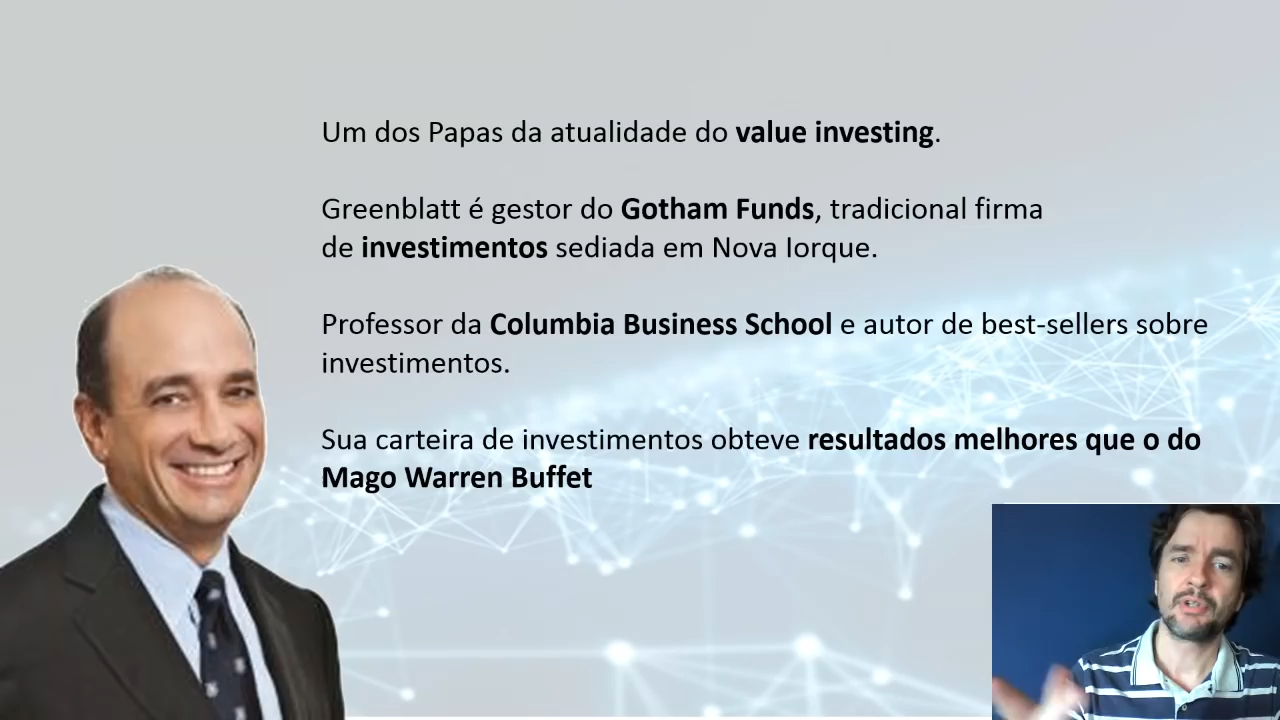 Um dos Papas da atualidade do value investing.
Greenblatt é gestor do Gotham Funds, tradicional firma
de investimentos sediada em Nova Iorque.
Professor da Columbia Business School e autor de best-sellers sobre
investimentos.
Sua carteira de investimentos obteve resultados melhores que o do
Mago Warren Buffet